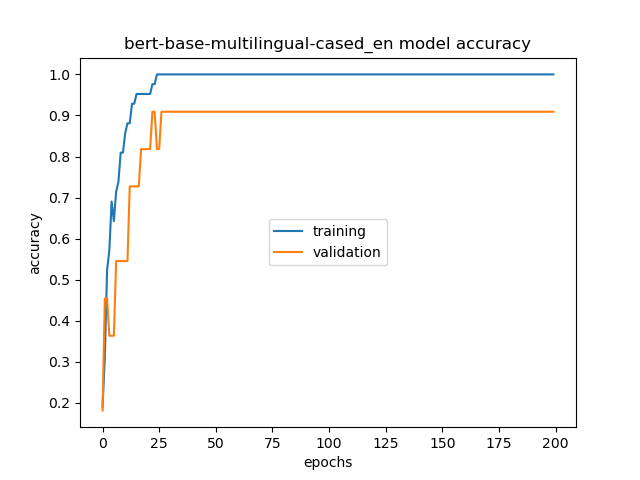 bert-base-multilingual-cased_en model accuracy
1.0
0.9
0.8
0.7
0.6
0.5
0.4
0.3
0.2
accuracy
training
validation
0 25 50 75 100 125 150 175 200
epochs